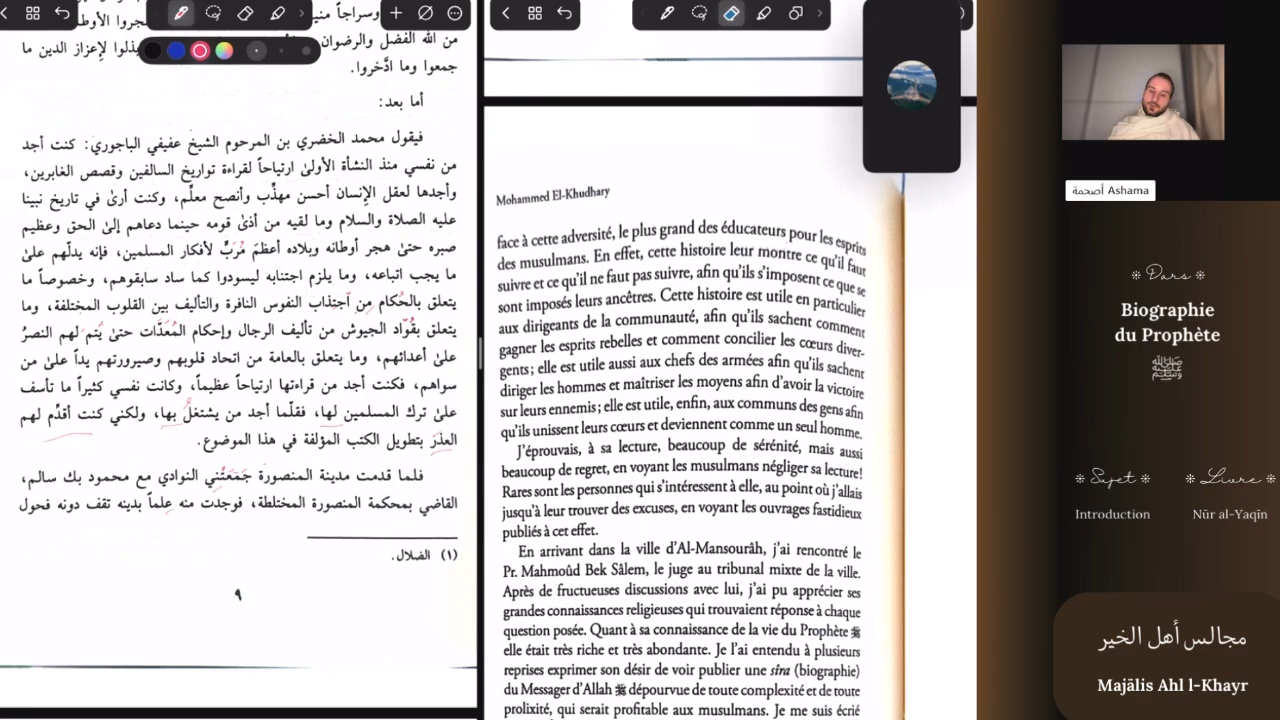 وسراجاً
من الله الفضل والرضوان
بذلوا لإعزاز الدين ما
جمعوا وما ادَّخروا.
أما بعد:
فيقول محمد الخضري بن المرحوم الشيخ عفيفي الباجوري: كنت أجد
من نفسي منذ النشأة الأولىٰ ارتياحاً لقراءة تواريخ السالفين وقصص الغابرين،
وأجدها لعقل الإنسان أحسن مهذِّب وأنصح معلِّم، وكنت أرىٰ في تاريخ نبينا
عليه الصلاة والسلام وما لقيه من أذىٰ قومه حينما دعاهم إلىٰ الحق وعظيم
صبره حتىٰ هجر أوطانه وبلاده أعظمَ مُرَبٍّ لأفكار المسلمين، فإنه يدلّهم علىٰ
ما يجب اتباعه، وما يلزم اجتنابه ليسودوا كما ساد سابقوهم، وخصوصاً ما
يتعلق بالحُكام مِن آجتذاب النفوس النافرة والتأليف بين القلوب المختلفة، وما
يتعلق بقُوّاد الجيوش من تأليف الرجال وإحكام المُعَدَّات حتىٰ يُتم لهم النصرُ
علىٰ أعدائهم، وما يتعلق بالعامة من اتحاد قلوبهم وصيرورتهم يداً علىٰ من
سواهم، فكنت أجد من قراءتها ارتياحاً عظيماً، وكانت نفسي كثيراً ما تأسف
علىٰ ترك المسلمين لها، فقلّما أجد من يشتغلُ بها، ولكني كنت أقدِّم لهم
العذرَ بتطويل الكتب المؤلفة في هذا الموضوع.
فلما قدمت مدينة المنصورة جَمَعَتْني النوادي مع محمود بك سالم،
القاضي بمحكمة المنصورة المختلطة، فوجدت منه عِلماً بدينه تقف دونه فحول
(١) الضلال.
٩
Mohammed El-Khudhary
face à cette adversité, le plus grand des éducateurs pour les esprits
des musulmans. En effet, cette histoire leur montre ce qu'il faut
suivre et ce qu'il ne faut pas suivre, afin qu'ils s'imposent ce que se
sont imposés leurs ancêtres. Cette histoire est utile en particulier
aux dirigeants de la communauté, afin qu'ils sachent comment
gagner les esprits rebelles et comment concilier les cœurs diver-
gents ; elle est utile aussi aux chefs des armées afin qu'ils sachent
diriger les hommes et maîtriser les moyens afin d'avoir la victoire
sur leurs ennemis ; elle est utile, enfin, aux communs des gens afin
qu'ils unissent leurs cœurs et deviennent comme un seul homme.
J'éprouvais, à sa lecture, beaucoup de sérénité, mais aussi
beaucoup de regret, en voyant les musulmans négliger sa lecture!
Rares sont les personnes qui s'intéressent à elle, au point où j'allais
jusqu'à leur trouver des excuses, en voyant les ouvrages fastidieux
publiés à cet effet.
En arrivant dans la ville d'Al-Mansourâh, j'ai rencontré le
Pr. Mahmoûd Bek Sâlem, le juge au tribunal mixte de la ville.
Après de fructueuses discussions avec lui, j'ai pu apprécier ses
grandes connaissances religieuses qui trouvaient réponse à chaque
question posée. Quant à sa connaissance de la vie du Prophète ﷺ
elle était très riche et très abondante. Je l'ai entendu à plusieurs
reprises exprimer son désir de voir publier une sîra (biographie)
du Messager d'Allah ﷺ dépourvue de toute complexité et de toute
prolixité, qui serait profitable aux musulmans. Je me suis écrié
أصحمة Ashama
Dars
Biographie
du Prophète
ﷺ
Sujet
Introduction
Livre
Nūr al-Yaqīn
مجالس أهل الخير
Majālis Ahl l-Khayr